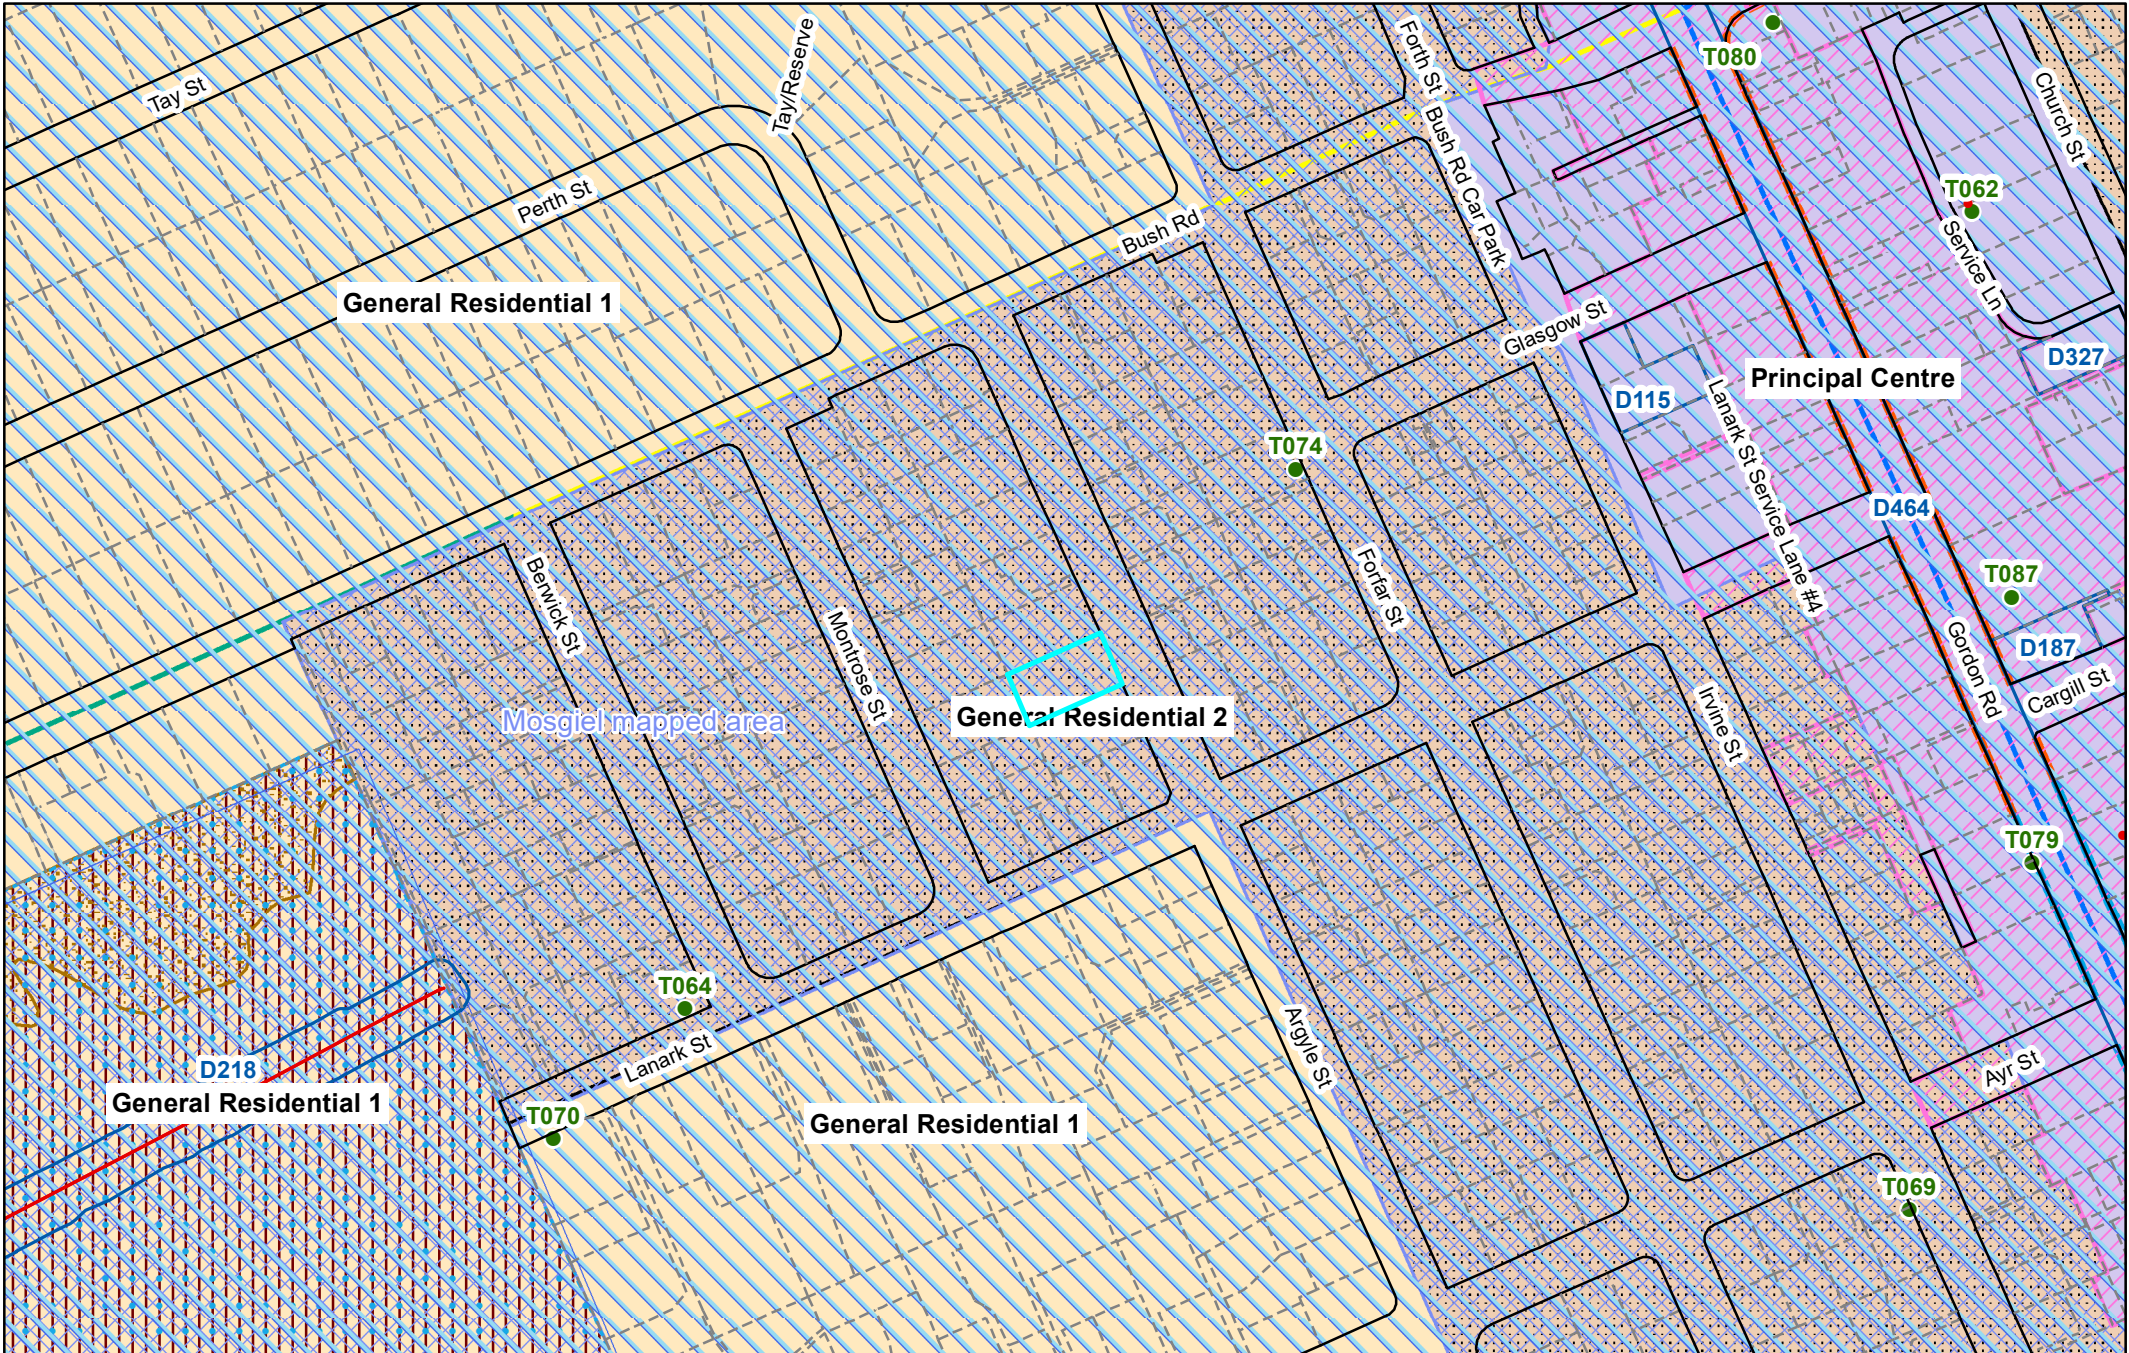 Tay St
Tay/Reserve
Forth St
T080
Church St
Perth St
Bush Rd
Bush Rd Car Park
T062
Service Ln
General Residential 1
Glasgow St
D327
Principal Centre
D115
Lanark St Service Lane #4
T074
D464
Berwick St
Forfar St
T087
Montrose St
D187
Gordon Rd
Cargill St
Irvine St
Mosgiel mapped area
General Residential 2
T079
T064
Lanark St
Argyle St
Ayr St
D218
General Residential 1
T070
General Residential 1
T069